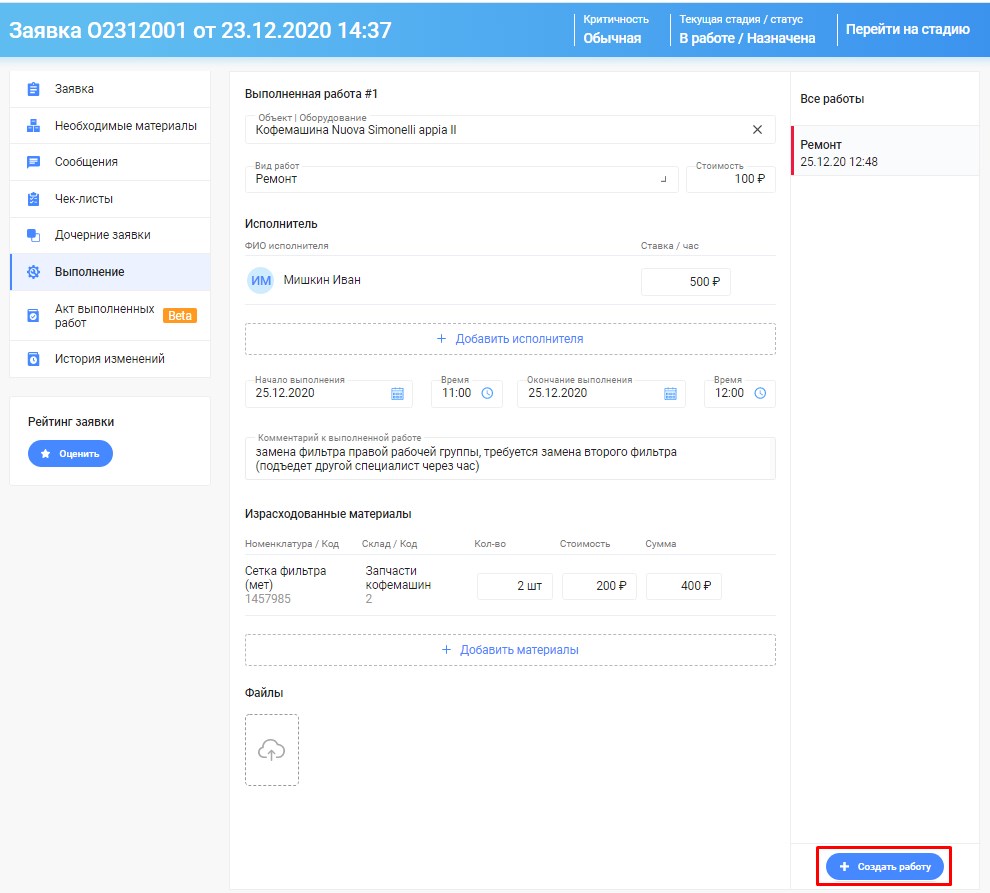 Заявка О2312001 от 23.12.2020 14:37
Критичность
Обычная
Текущая стадия / статус
В работе / Назначена
Перейти на стадию
Заявка
Необходимые материалы
Сообщения
Чек-листы
Дочерние заявки
Выполнение
Акт выполненных
работ
Beta
История изменений
Рейтинг заявки
Оценить
Выполненная работа #1
Объект | Оборудование
Кофемашина Nuova Simonelli appia II
Вид работ
Ремонт
Стоимость
100 ₽
Исполнитель
ФИО исполнителя
Ставка / час
ИМ
Мишкин Иван
500 ₽
+ Добавить исполнителя
Начало выполнения
25.12.2020
Время
11:00
Окончание выполнения
25.12.2020
Время
12:00
Комментарий к выполненной работе
замена фильтра правой рабочей группы, требуется замена второго фильтра
(подъедет другой специалист через час)
Израсходованные материалы
Номенклатура / Код
Склад / Код
Кол-во
Стоимость
Сумма
Сетка фильтра
(мет)
1457985
Запчасти
кофемашин
2
2 шт
200 ₽
400 ₽
+ Добавить материалы
Файлы
Все работы
Ремонт
25.12.20 12:48
+ Создать работу